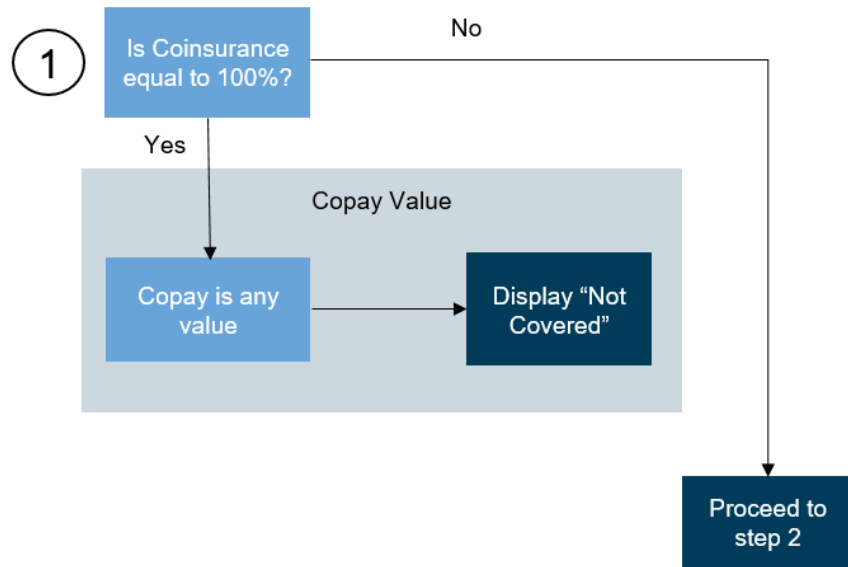 1
Is Coinsurance
equal to 100%?
No
Yes
Copay Value
Copay is any
value
Display “Not
Covered”
Proceed to
step 2